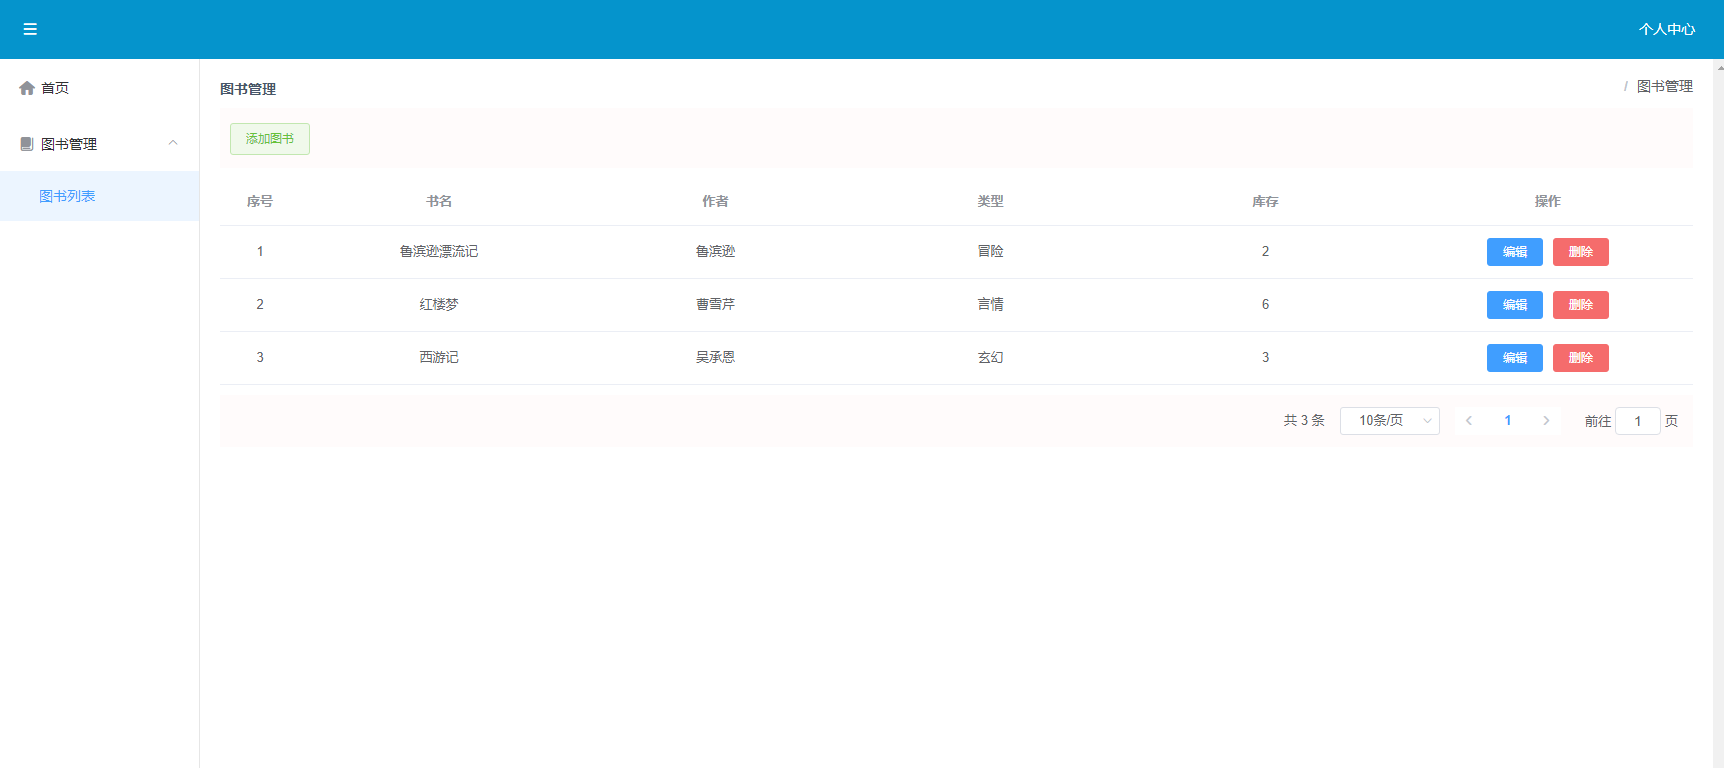 个人中心
首页
图书管理
图书列表
图书管理
/ 图书管理
添加图书
序号 书名 作者 类型 库存 操作
1 鲁滨逊漂流记 鲁滨逊 冒险 2 编辑 删除
2 红楼梦 曹雪芹 言情 6 编辑 删除
3 西游记 吴承恩 玄幻 3 编辑 删除
共 3 条 10条/页 1 前往 1 页